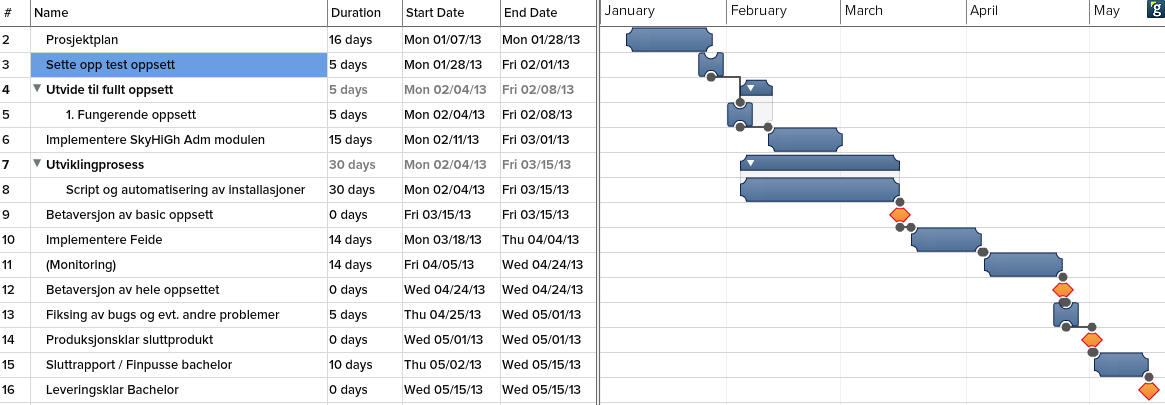 # Name Duration Start Date End Date January February March April May g
2 Prosjektplan 16 days Mon 01/07/13 Mon 01/28/13
3 Sette opp test oppsett 5 days Mon 01/28/13 Fri 02/01/13
4 Utvide til fullt oppsett 5 days Mon 02/04/13 Fri 02/08/13
5 1. Fungerende oppsett 5 days Mon 02/04/13 Fri 02/08/13
6 Implementere SkyHiGh Adm modulen 15 days Mon 02/11/13 Fri 03/01/13
7 Utviklingprosess 30 days Mon 02/04/13 Fri 03/15/13
8 Script og automatisering av installasjoner 30 days Mon 02/04/13 Fri 03/15/13
9 Betaversjon av basic oppsett 0 days Fri 03/15/13 Fri 03/15/13
10 Implementere Feide 14 days Mon 03/18/13 Thu 04/04/13
11 (Monitoring) 14 days Fri 04/05/13 Wed 04/24/13
12 Betaversjon av hele oppsettet 0 days Wed 04/24/13 Wed 04/24/13
13 Fiksing av bugs og evt. andre problemer 5 days Thu 04/25/13 Wed 05/01/13
14 Produksjonsklar sluttprodukt 0 days Wed 05/01/13 Wed 05/01/13
15 Sluttrapport / Finpusse bachelor 10 days Thu 05/02/13 Wed 05/15/13
16 Leveringsklar Bachelor 0 days Wed 05/15/13 Wed 05/15/13